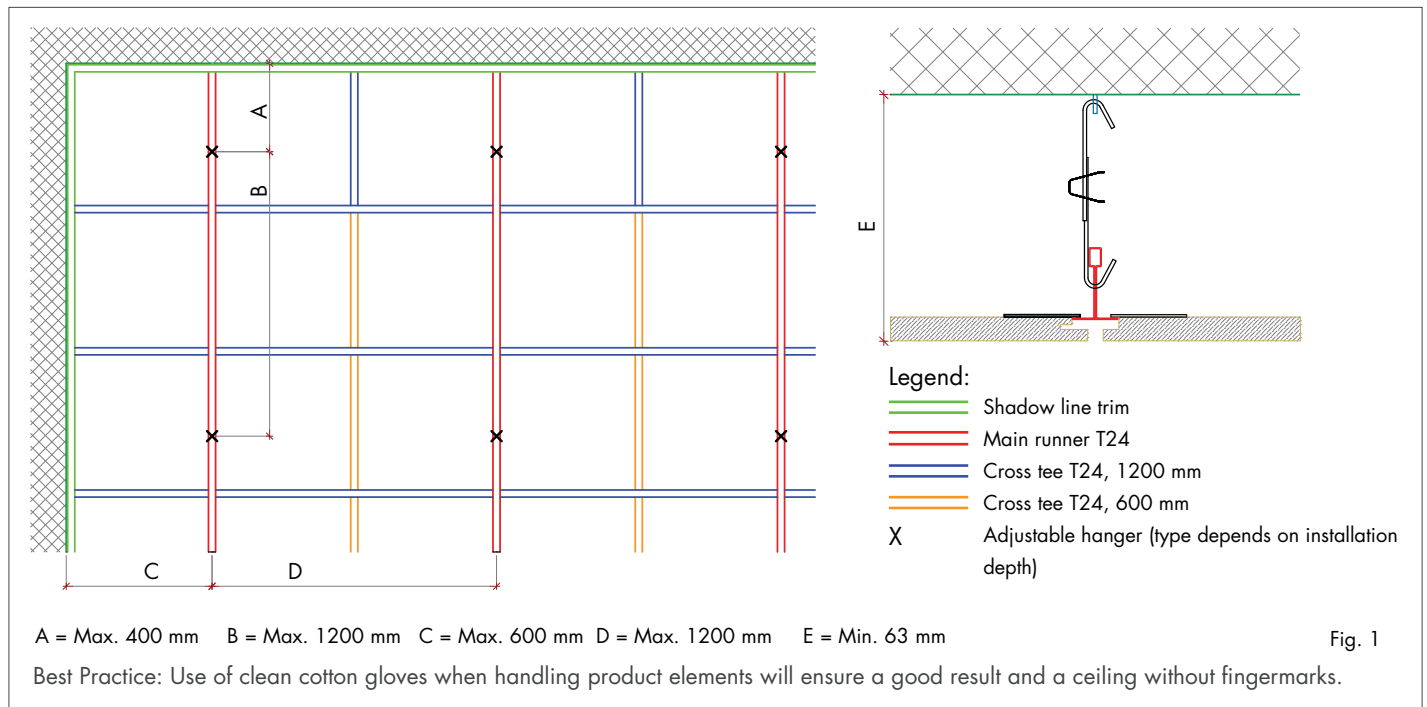 A
B
C
D
E
Legend:
Shadow line trim
Main runner T24
Cross tee T24, 1200 mm
Cross tee T24, 600 mm
X Adjustable hanger (type depends on installation
depth)
A = Max. 400 mm B = Max. 1200 mm C = Max. 600 mm D = Max. 1200 mm E = Min. 63 mm
Fig. 1
Best Practice: Use of clean cotton gloves when handling product elements will ensure a good result and a ceiling without fingermarks.